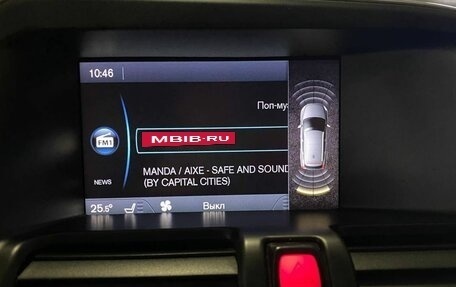 10:46
Поп-му
MBIB-RU
FM1
NEWS
MANDA / AIXE - SAFE AND SOUND
(BY CAPITAL CITIES)
25.5° Выкл